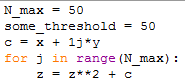 N_max = 50
some_threshold = 50
c = x + 1j*y
for j in range(N_max):
    z = z**2 + c